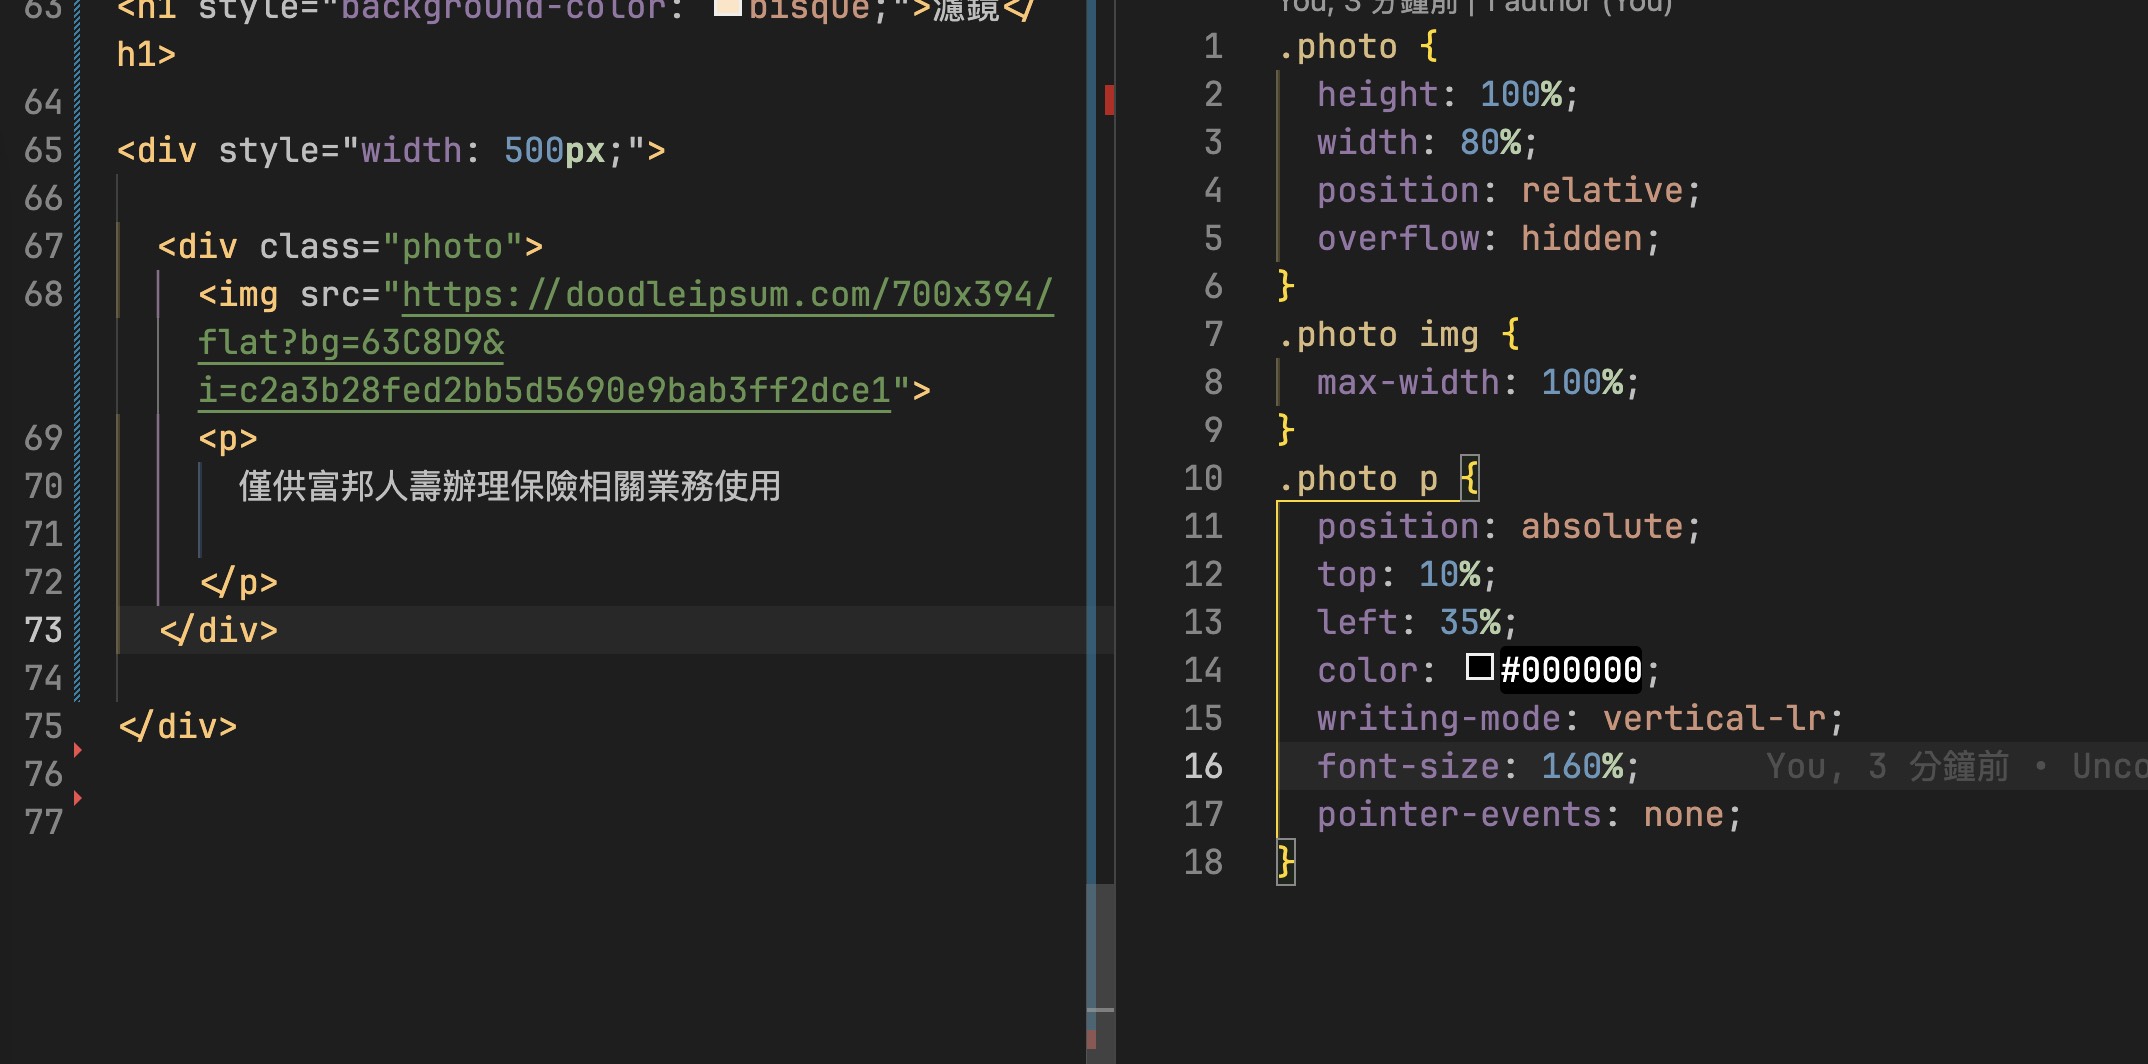 63 <h1 style="background-color: bisque;">濾鏡</
h1>
64
65 <div style="width: 500px;">
66
67 <div class="photo">
68 <img src="https://doodleipsum.com/700x394/
flat?bg=63C8D9&
i=c2a3b28fed2bb5d5690e9bab3ff2dce1">
69 <p>
70 僅供富邦人壽辦理保險相關業務使用
71
72 </p>
73 </div>
74
75 </div>
76
77
You, 3 分鐘前 | 1 author (You)
1 .photo {
2 height: 100%;
3 width: 80%;
4 position: relative;
5 overflow: hidden;
6 }
7 .photo img {
8 max-width: 100%;
9 }
10 .photo p {
11 position: absolute;
12 top: 10%;
13 left: 35%;
14 color: #000000;
15 writing-mode: vertical-lr;
16 font-size: 160%; You, 3 分鐘前 • Unco
17 pointer-events: none;
18 }